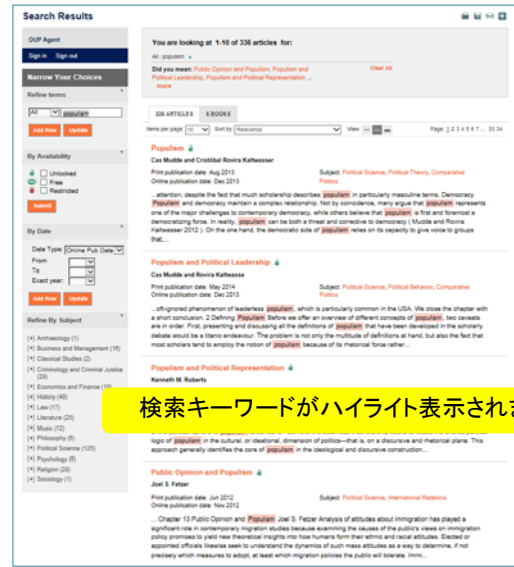 Search Results
OUP Agent
Sign in Sign out
Narrow Your Choices
Refine terms
All populism
Add Row Update
By Availability
Unlocked
Free
Restricted
Submit
By Date
Date Type: Online Pub Date
From
To
Exact year:
Add Row Update
Refine By Subject
[+] Archaeology (1)
[+] Business and Management (15)
[+] Classical Studies (2)
[+] Criminology and Criminal Justice
(29)
[+] Economics and Finance
[+] History (40)
[+] Law (17)
[+] Literature (25)
[+] Music (12)
[+] Philosophy (5)
[+] Political Science (125)
[+] Psychology (6)
[+] Religion (29)
[+] Sociology (1)
You are looking at 1-10 of 336 articles for:
All : populism
Did you mean: Public Opinion and Populism, Populism and
Political Leadership, Populism and Political Representation ...
more
Clear All
336 ARTICLES 6 BOOKS
Items per page: 10 Sort by: Relevance View: Page: 1 2 3 4 5 6 7 ... 33 34
Populism
Cas Mudde and Cristóbal Rovira Kaltwasser
Print publication date: Aug 2013 Subject: Political Science, Political Theory, Comparative
Online publication date: Dec 2013 Politics
...attention, despite the fact that much scholarship describes populism in particularly masculine terms. Democracy
Populism and democracy maintain a complex relationship. Not by coincidence, many argue that populism represents
one of the major challenges to contemporary democracy, while others believe that populism is first and foremost a
democratizing force. In reality, populism can be both a threat and corrective to democracy ( Mudde and Rovira
Kaltwasser 2012 ). On the one hand, the democratic side of populism relies on its capacity to give voice to groups
that,...
Populism and Political Leadership
Cas Mudde and Rovira Kaltwasse
Print publication date: May 2014 Subject: Political Science, Political Behavior, Comparative
Online publication date: Dec 2013 Politics
...oft-ignored phenomenon of leaderless populism, which is particularly common in the USA. We close the chapter with
a short conclusion. 2 Defining Populism Before we offer an overview of different concepts of populism, two caveats
are in order. First, presenting and discussing all the definitions of populism that have been developed in the scholarly
debate would be a titanic endeavour. The problem is not only the multitude of definitions at hand, but also the fact that
most scholars tend to employ the notion of populism because of its rhetorical force rather...
Populism and Political Representation
Kenneth M. Roberts
検索キーワードがハイライト表示されま
logic of populism in the cultural, or ideational, dimension of politics—that is, on a discursive and rhetorical plane. This
approach generally identifies the core of populism in the ideological and discursive construction...
Public Opinion and Populism
Joel S. Fetzer
Print publication date: Jun 2012 Subject: Political Science, International Relations
Online publication date: Nov 2012
... Chapter 13 Public Opinion and Populism Joel S. Fetzer Analysis of attitudes about immigration has played a
significant role in contemporary migration studies because examining the causes of the public's views on immigration
policy promises to yield new theoretical insights into how humans form their ethnic and racial attitudes. Elected or
appointed officials likewise seek to understand the dynamics of such mass attitudes as a way to determine, if not
precisely which measures to adopt, at least which migration policies the public will tolerate. Immi...